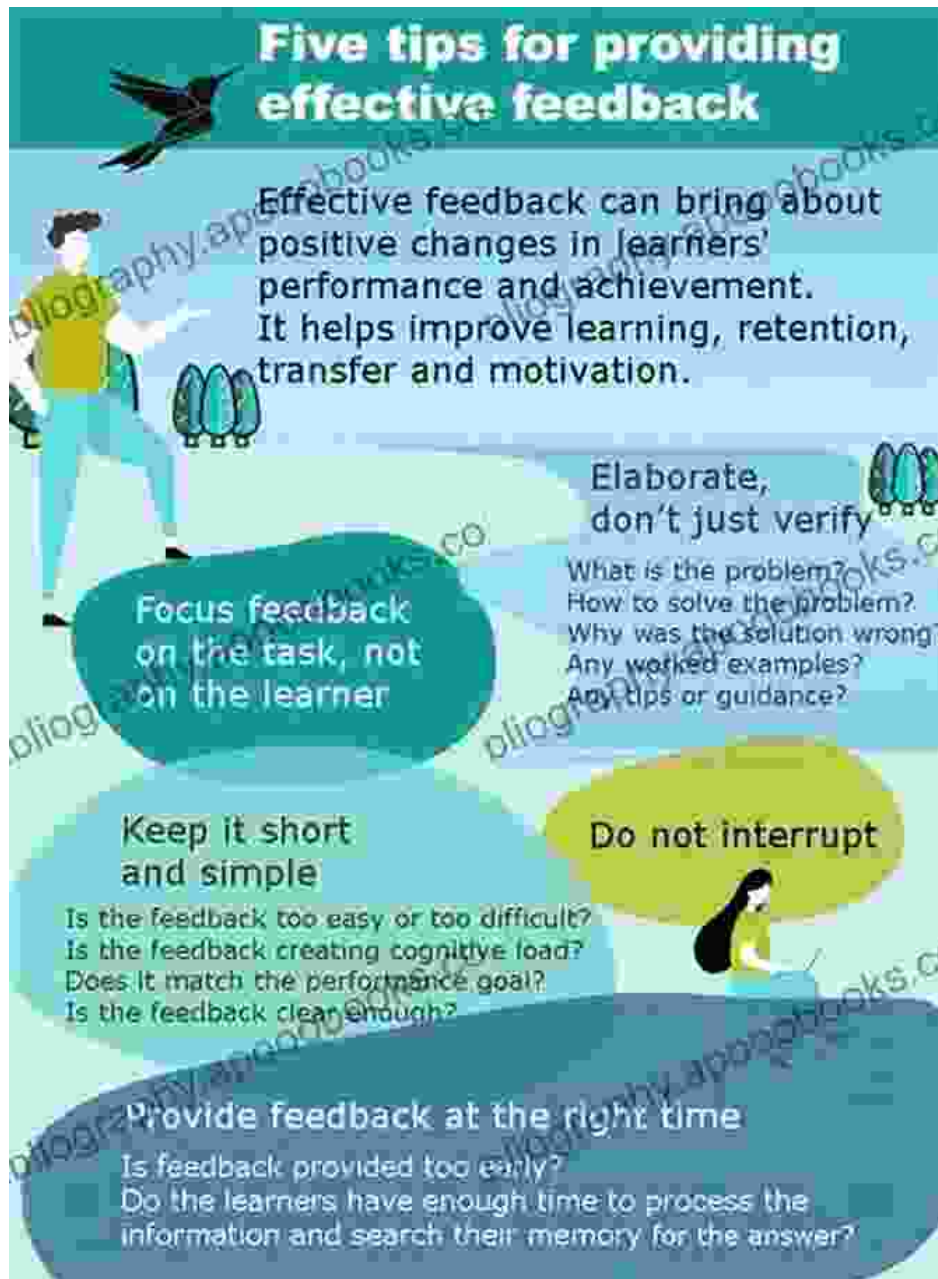 Five tips for providing
effective feedback
Effective feedback can bring about
positive changes in learners'
performance and achievement.
It helps improve learning, retention,
transfer and motivation.
Elaborate,
don't just verify
What is the problem?
How to solve the problem?
Why was the solution wrong?
Any worked examples?
Any tips or guidance?
Focus feedback
on the task, not
on the learner
Keep it short
and simple
Is the feedback too easy or too difficult?
Is the feedback creating cognitive load?
Does it match the performance goal?
Is the feedback clear enough?
Do not interrupt
Provide feedback at the right time
Is feedback provided too early?
Do the learners have enough time to process the
information and search their memory for the answer?